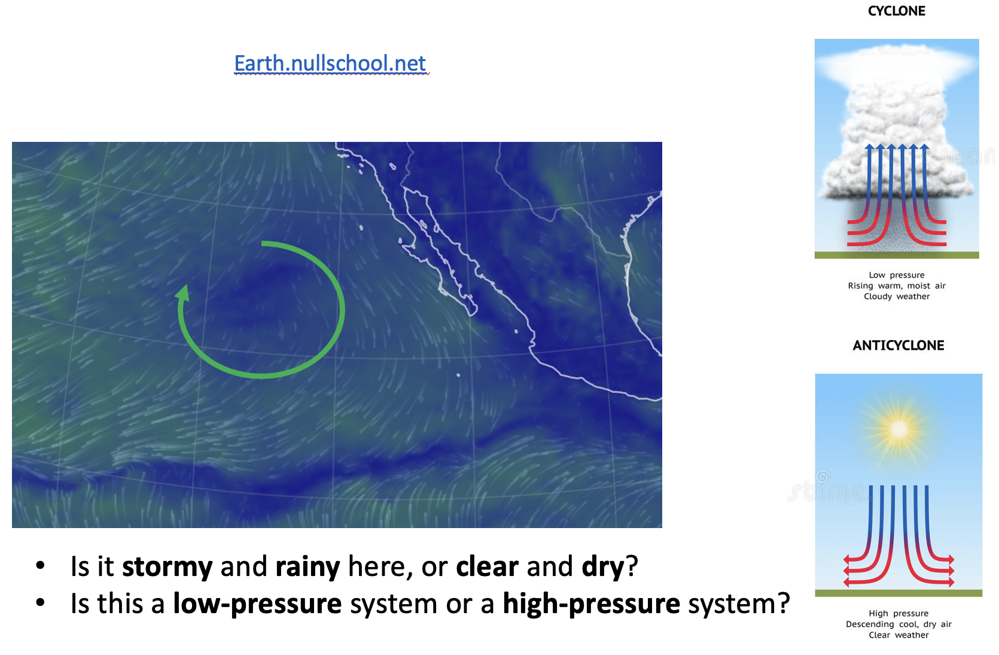 CYCLONE
Earth.nullschool.net
dream
Low pressure
Rising warm, moist air
Cloudy weather
ANTICYCLONE
stime
• Is it stormy and rainy here, or clear and dry?
• Is this a low-pressure system or a high-pressure system?
High pressure
Descending cool, dry air
Clear weather